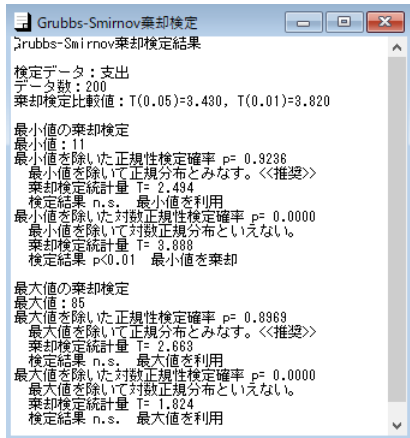 Grubbs-Smirnov棄却検定
Grubbs-Smirnov棄却検定結果
検定データ：支出
データ数：200
棄却検定比較値：T(0.05)=3.430, T(0.01)=3.820
最小値の棄却検定
最小値：11
最小値を除いた正規性検定確率 p= 0.9236
最小値を除いて正規分布とみなす。<<推奨>>
棄却検定統計量 T= 2.494
検定結果 n.s. 最小値を利用
最小値を除いた対数正規性検定確率 p= 0.0000
最小値を除いて対数正規分布といえない。
棄却検定統計量 T= 3.888
検定結果 p<0.01 最小値を棄却
最大値の棄却検定
最大値：85
最大値を除いた正規性検定確率 p= 0.8969
最大値を除いて正規分布とみなす。<<推奨>>
棄却検定統計量 T= 2.663
検定結果 n.s. 最大値を利用
最大値を除いた対数正規性検定確率 p= 0.0000
最大値を除いて対数正規分布といえない。
棄却検定統計量 T= 1.824
検定結果 n.s. 最大値を利用